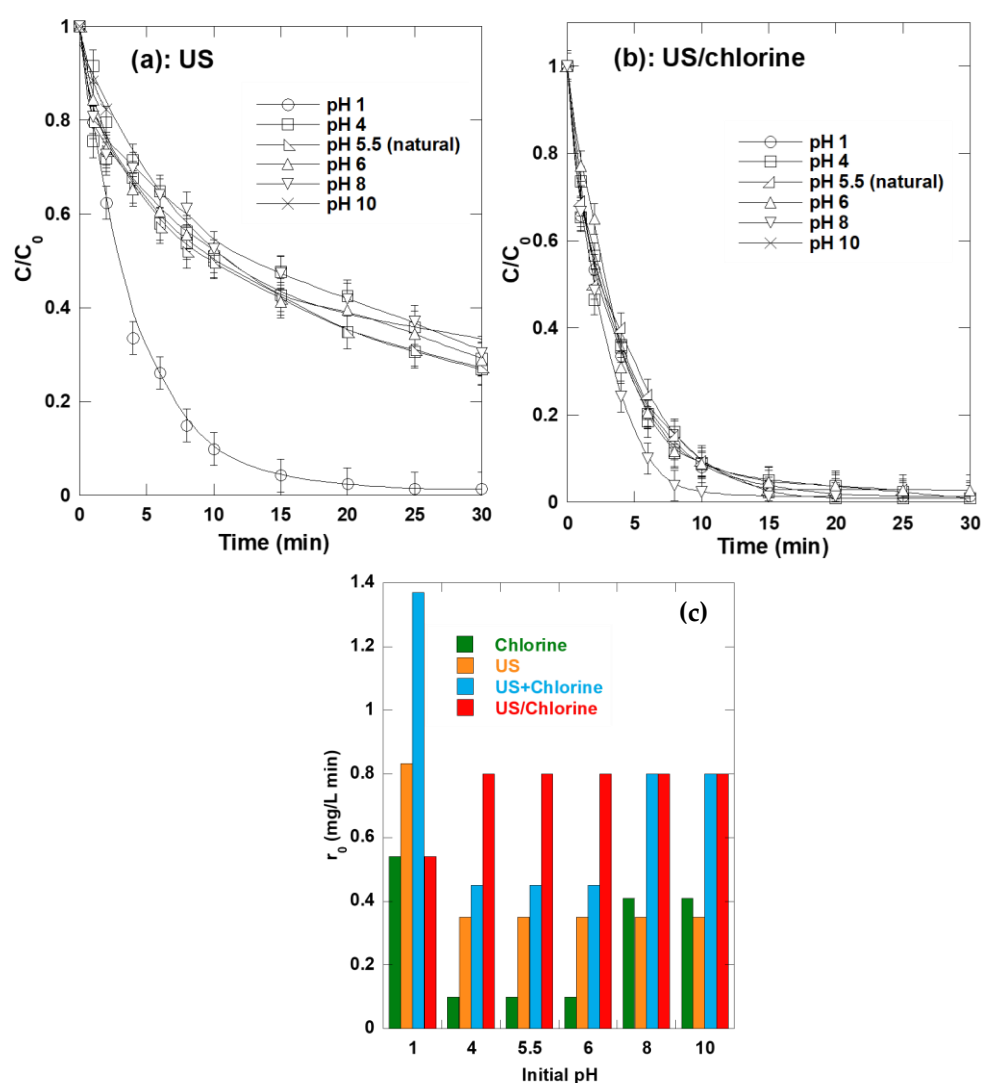 (a): US
pH 1
pH 4
pH 5.5 (natural)
pH 6
pH 8
pH 10
1
0.8
0.6
0.4
0.2
0
C/C0
0 5 10 15 20 25 30
Time (min)
(b): US/chlorine
pH 1
pH 4
pH 5.5 (natural)
pH 6
pH 8
pH 10
1
0.8
0.6
0.4
0.2
0
C/C0
0 5 10 15 20 25 30
Time (min)
(c)
Chlorine
US
US+Chlorine
US/Chlorine
1.4
1.2
1
0.8
0.6
0.4
0.2
0
r0 (mg/L min)
1 4 5.5 6 8 10
Initial pH